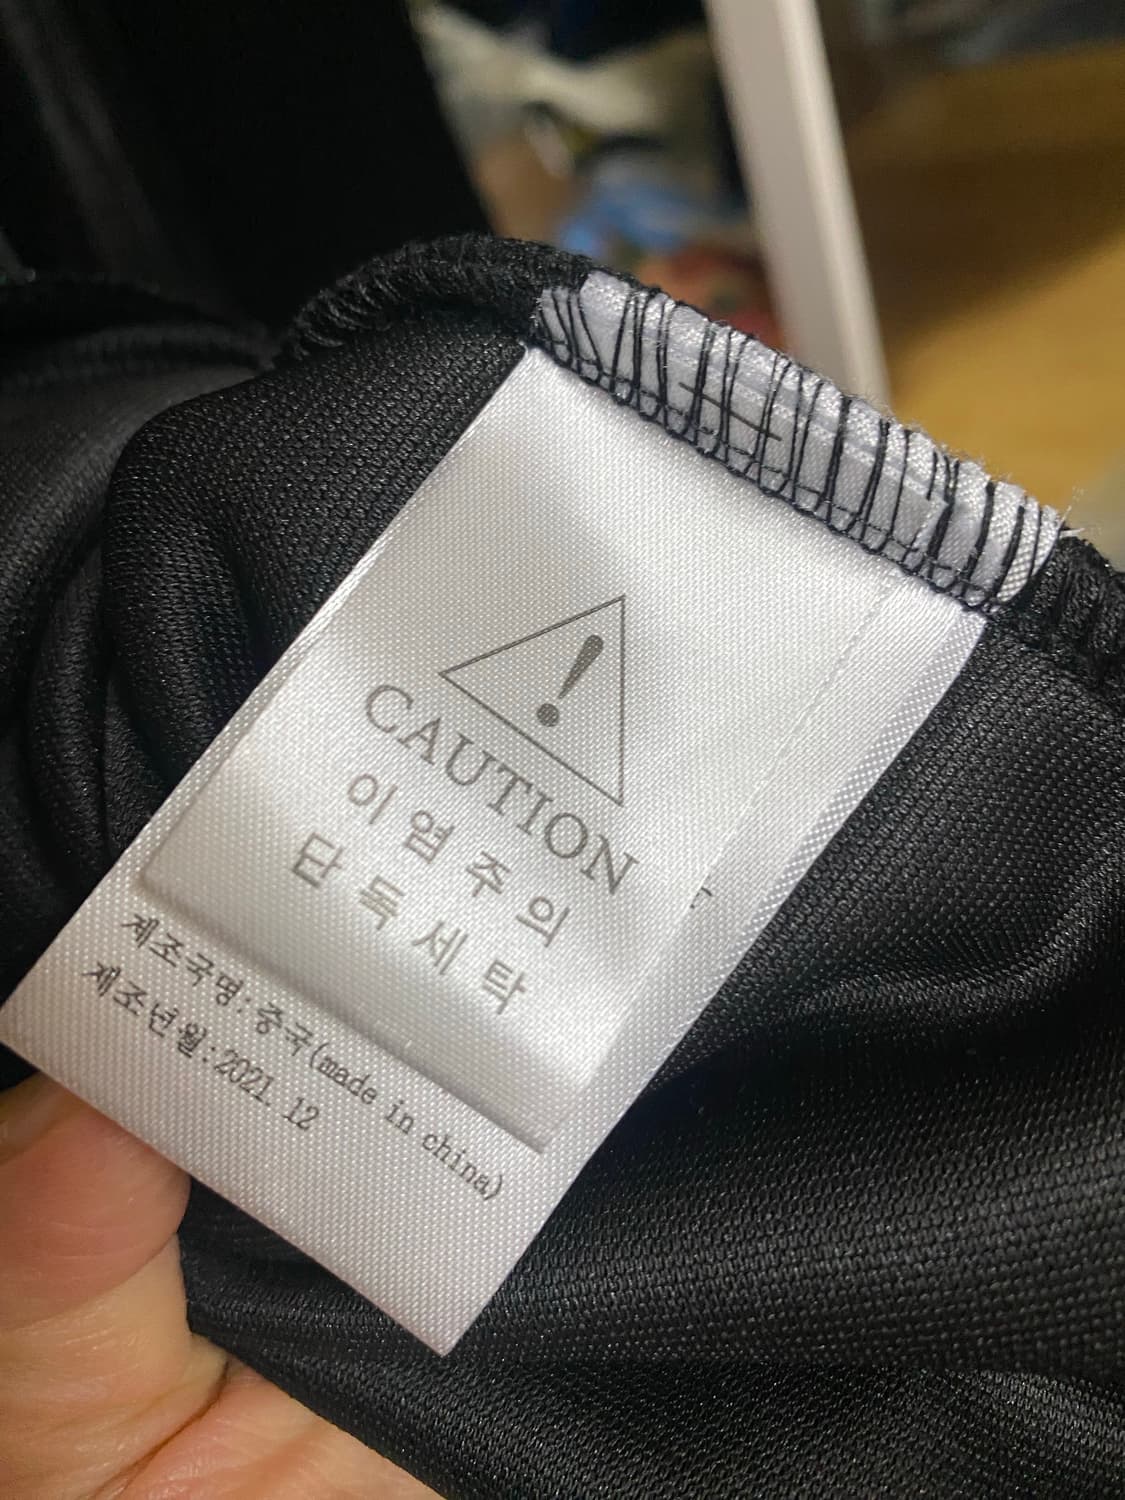 !
CAUTION
이염주의
단독세탁
제조국명:중국(made in china)
제조년월:2021.12